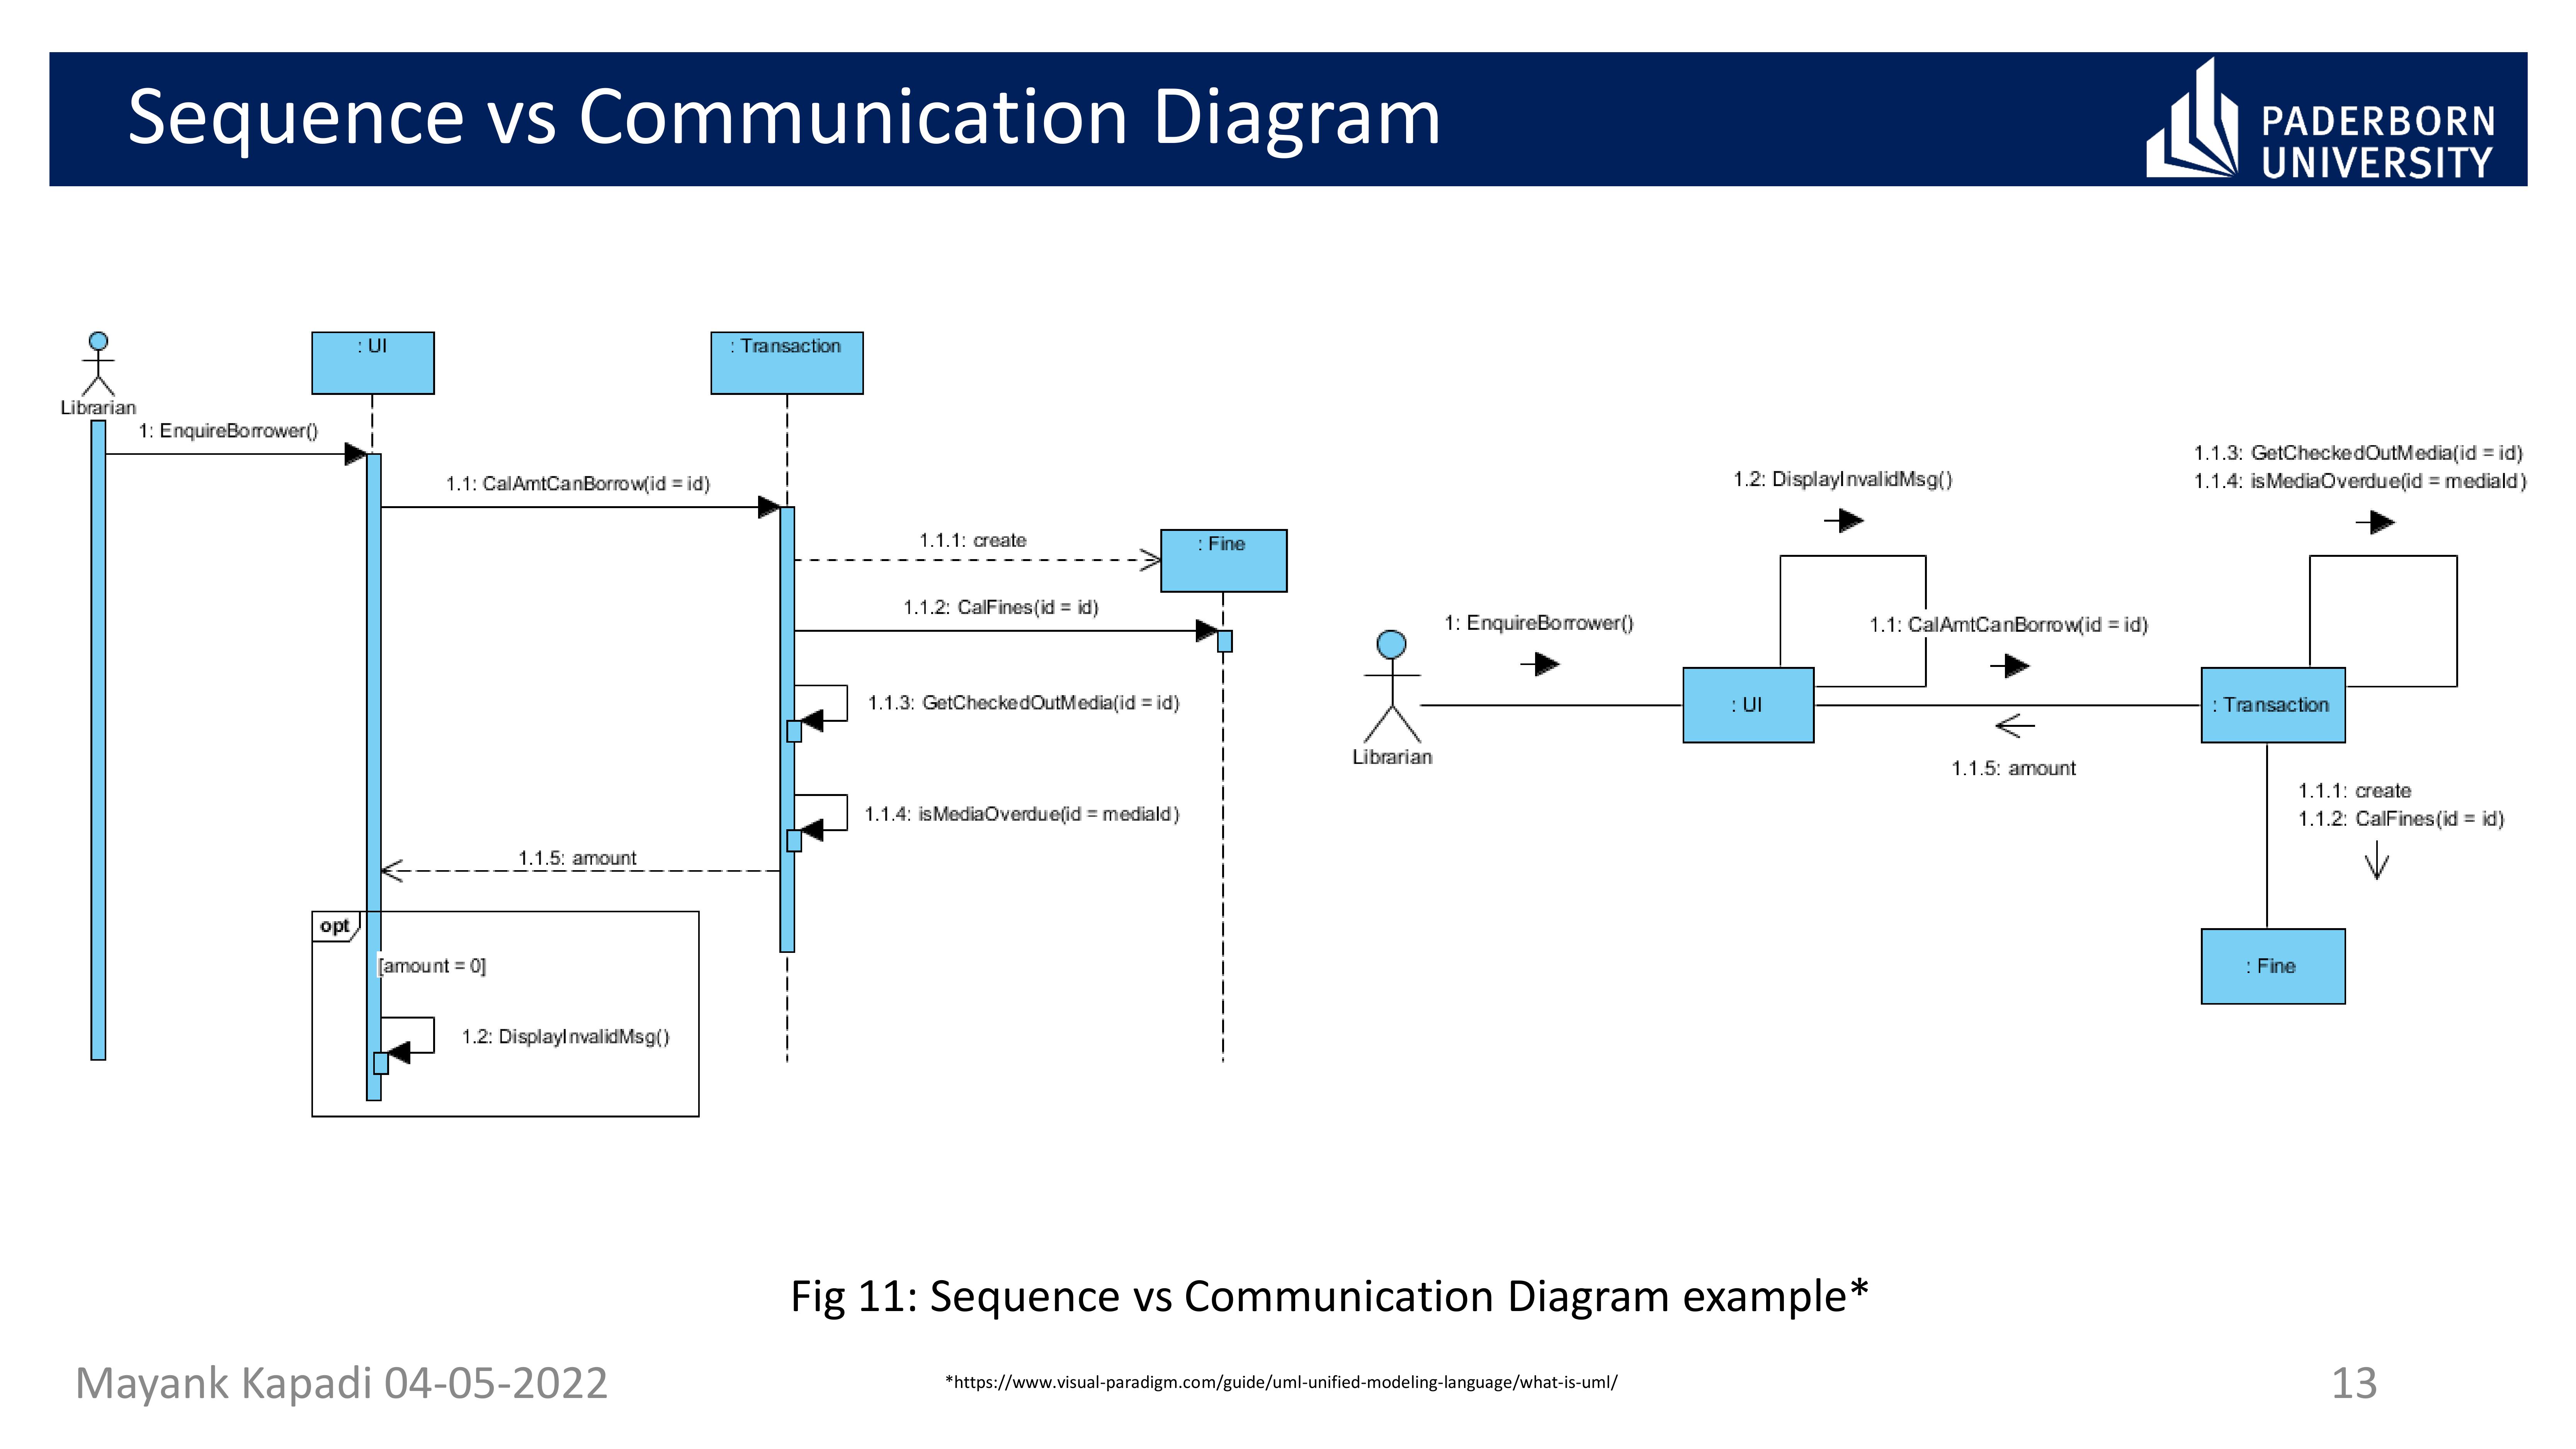 Sequence vs Communication Diagram
PADERBORN
UNIVERSITY
: UI
: Transaction
Librarian
1: EnquireBorrower()
1.1: CalAmtCanBorrow(id = id)
1.1.1: create
: Fine
1.1.2: CalFines(id = id)
1.1.3: GetCheckedOutMedia(id = id)
1.1.4: isMediaOverdue(id = mediaId)
1.1.5: amount
opt
[amount = 0]
1.2: DisplayInvalidMsg()
1.1.3: GetCheckedOutMedia(id = id)
1.1.4: isMediaOverdue(id = mediaId)
1.2: DisplayInvalidMsg()
1: EnquireBorrower()
1.1: CalAmtCanBorrow(id = id)
: UI
: Transaction
Librarian
1.1.5: amount
1.1.1: create
1.1.2: CalFines(id = id)
: Fine
Fig 11: Sequence vs Communication Diagram example*
Mayank Kapadi 04-05-2022
*https://www.visual-paradigm.com/guide/uml-unified-modeling-language/what-is-uml/
13